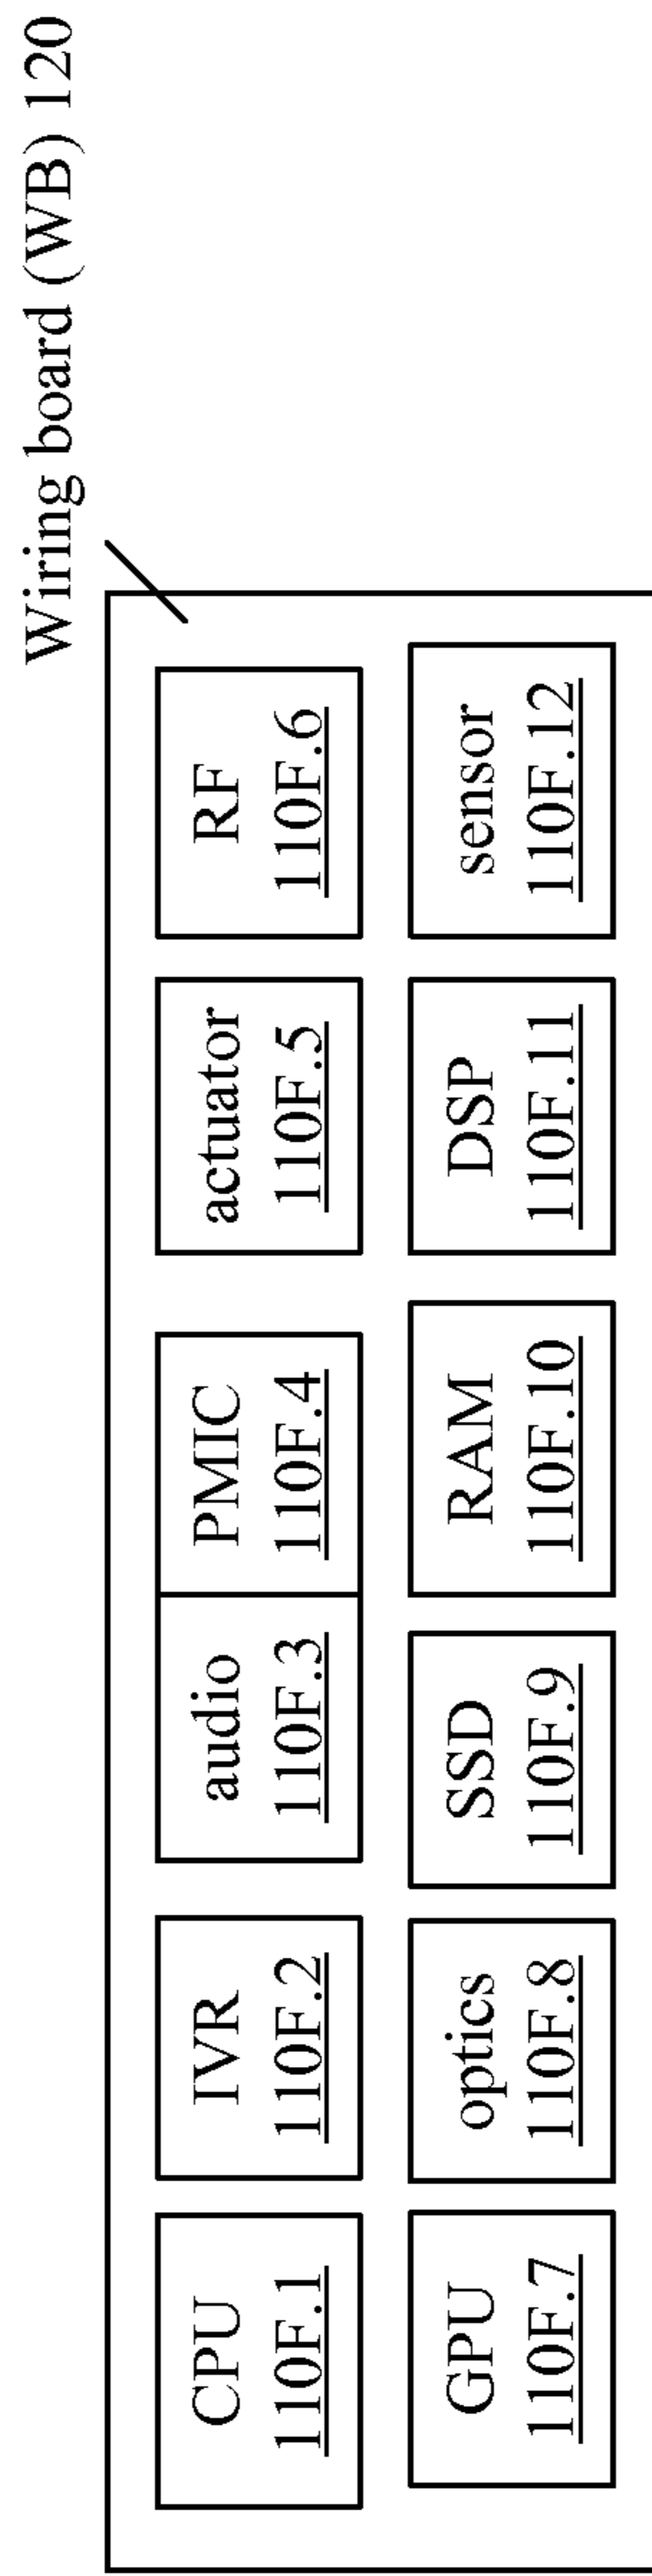 Wiring board (WB) 120
CPU
110F.1
IVR
110F.2
audio
110F.3
PMIC
110F.4
actuator
110F.5
RF
110F.6
GPU
110F.7
optics
110F.8
SSD
110F.9
RAM
110F.10
DSP
110F.11
sensor
110F.12